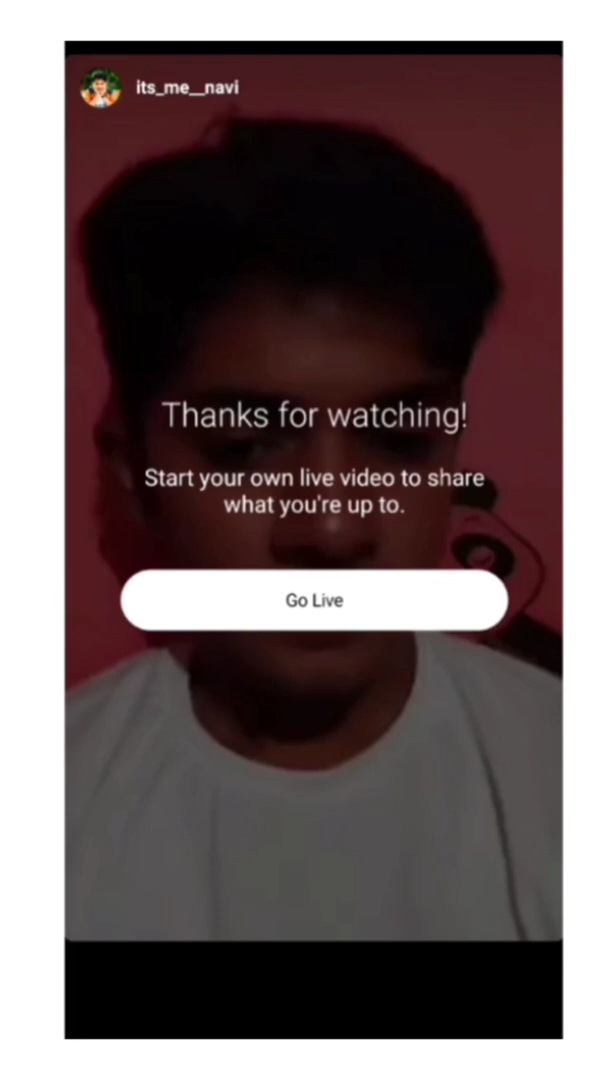 its_me__navi
Thanks for watching!
Start your own live video to share
what you're up to.
Go Live